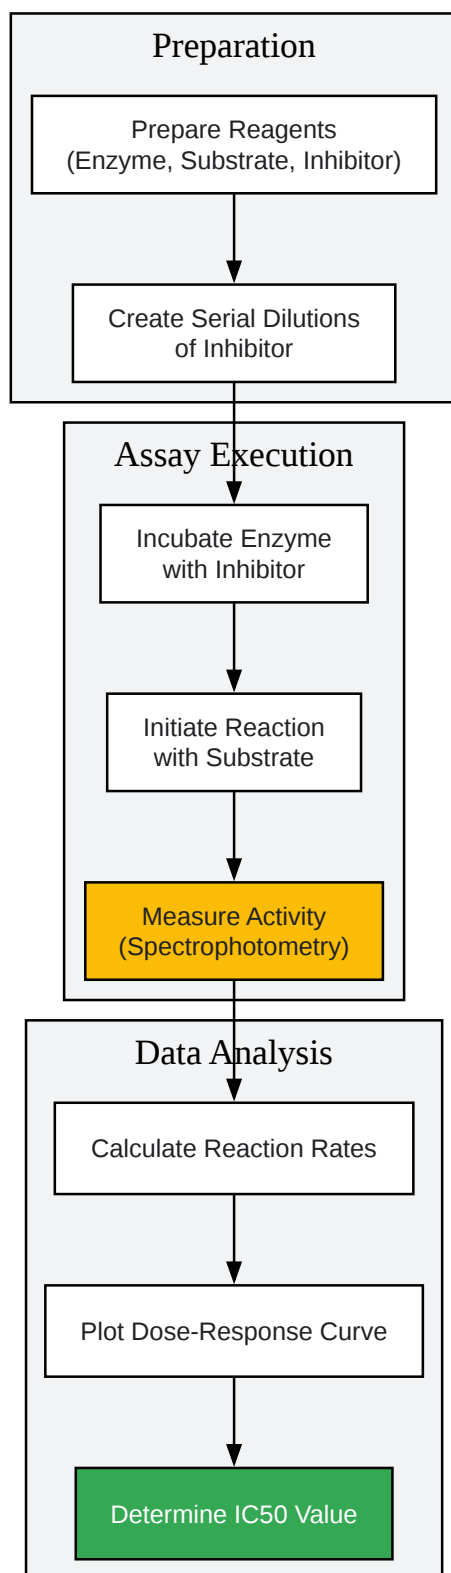 Preparation
Prepare Reagents
(Enzyme, Substrate, Inhibitor)
Create Serial Dilutions
of Inhibitor
Assay Execution
Incubate Enzyme
with Inhibitor
Initiate Reaction
with Substrate
Measure Activity
(Spectrophotometry)
Data Analysis
Calculate Reaction Rates
Plot Dose-Response Curve
Determine IC50 Value